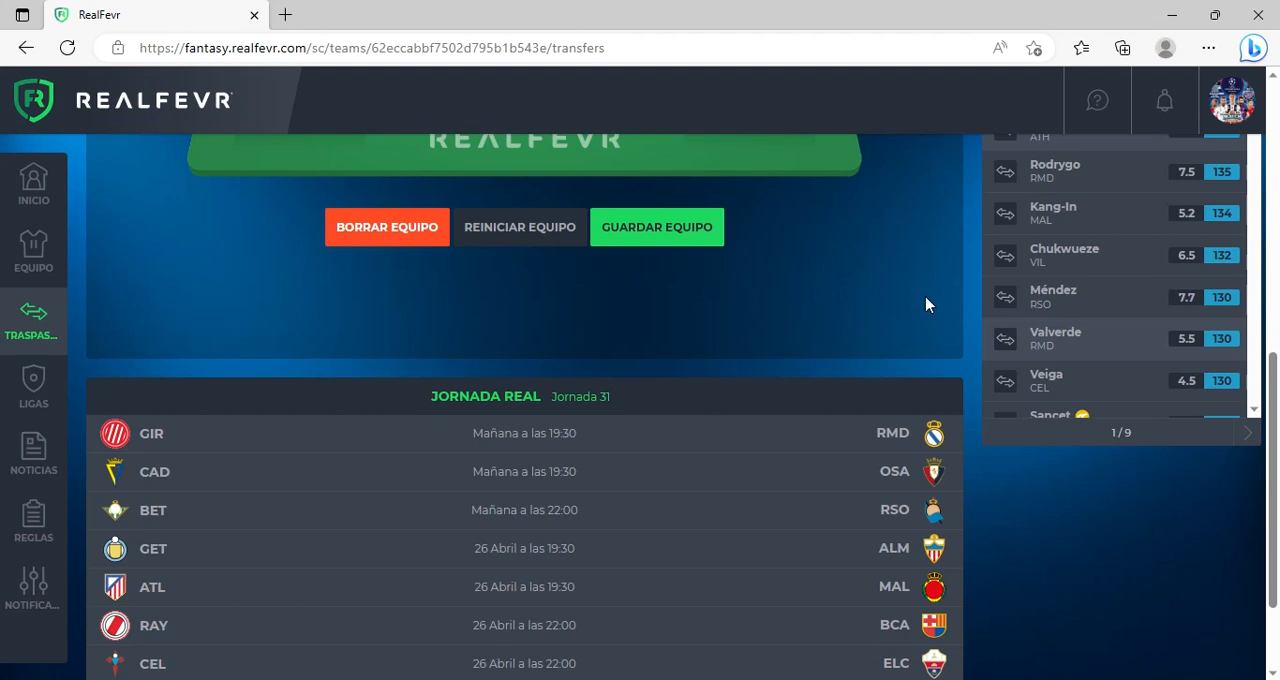 RealFevr
https://fantasy.realfevr.com/sc/teams/62eccabbf7502d795b1b543e/transfers
REALFEVR
INICIO
EQUIPO
TRASPAS...
LIGAS
NOTICIAS
REGLAS
NOTIFICA...
REALFEVR
BORRAR EQUIPO REINICIAR EQUIPO GUARDAR EQUIPO
JORNADA REAL Jornada 31
GIR Mañana a las 19:30 RMD
CAD Mañana a las 19:30 OSA
BET Mañana a las 22:00 RSO
GET 26 Abril a las 19:30 ALM
ATL 26 Abril a las 19:30 MAL
RAY 26 Abril a las 22:00 BCA
CEL 26 Abril a las 22:00 ELC
ATH
Rodrygo 7.5 135
RMD
Kang-In 5.2 134
MAL
Chukwueze 6.5 132
VIL
Méndez 7.7 130
RSO
Valverde 5.5 130
RMD
Veiga 4.5 130
CEL
Sancet
1/9